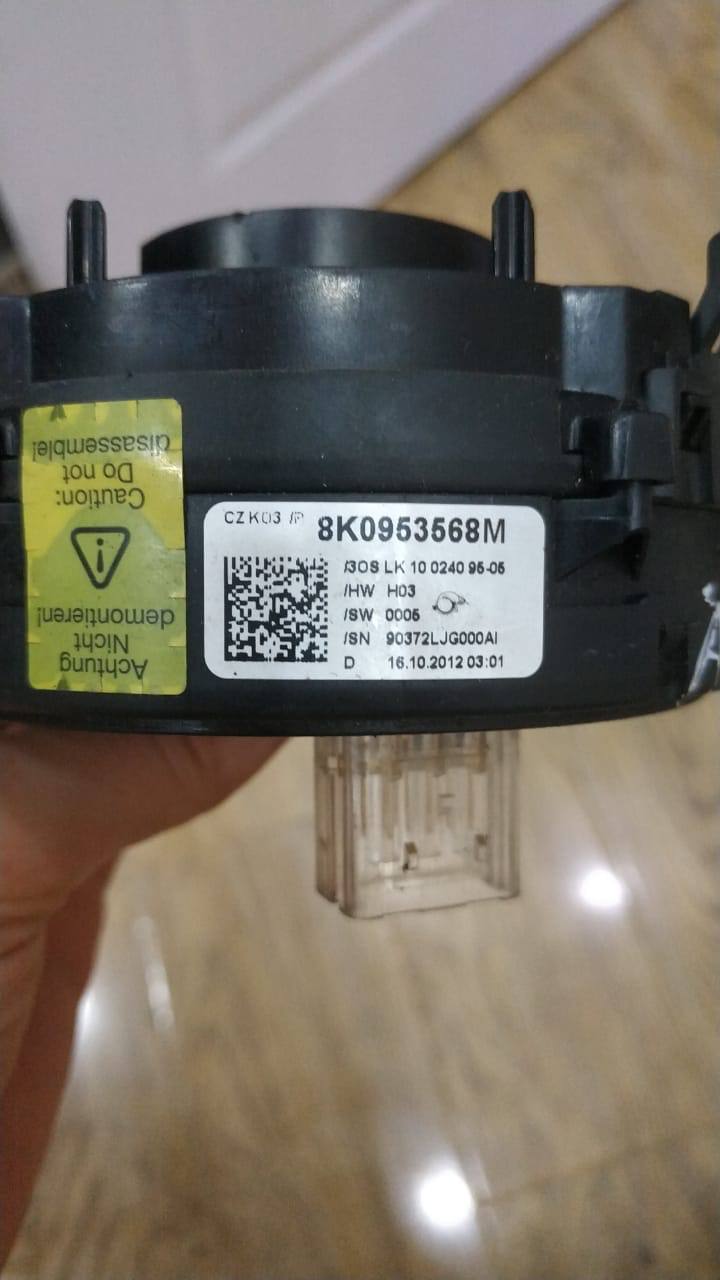 Caution:
Do not
disassemble!
Achtung
Nicht
demontieren!
CZ K03 /P 8K0953568M
/3OS LK 10 0240 95-05
/HW H03
/SW 0005
/SN 90372LJG000AI
D 16.10.2012 03:01